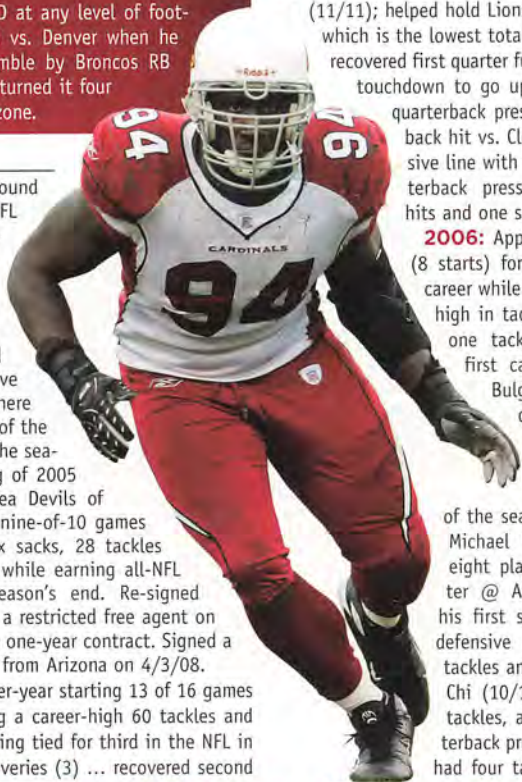 D at any level of foot-
vs. Denver when he
mble by Broncos RB
turned it four
zone.
ound
FL
ve
here
of the
he sea-
g of 2005
ea Devils of
nine-of-10 games
x sacks, 28 tackles
while earning all-NFL
eason's end. Re-signed
a restricted free agent on
one-year contract. Signed a
from Arizona on 4/3/08.
er-year starting 13 of 16 games
g a career-high 60 tackles and
ing tied for third in the NFL in
veries (3) ... recovered second
(11/11); helped hold Lion
which is the lowest total
recovered first quarter fu
touchdown to go up
quarterback pres
back hit vs. Cl
sive line with
terback press
hits and one s
2006: App
(8 starts) for
career while
high in tac
one tack
first ca
Bulg
of the sea
Michael
eight pla
ter @ A
his first s
defensive
tackles an
Chi (10/1
tackles, a
terback pr
had four ta
Riddell
94
94
CARDINALS
94